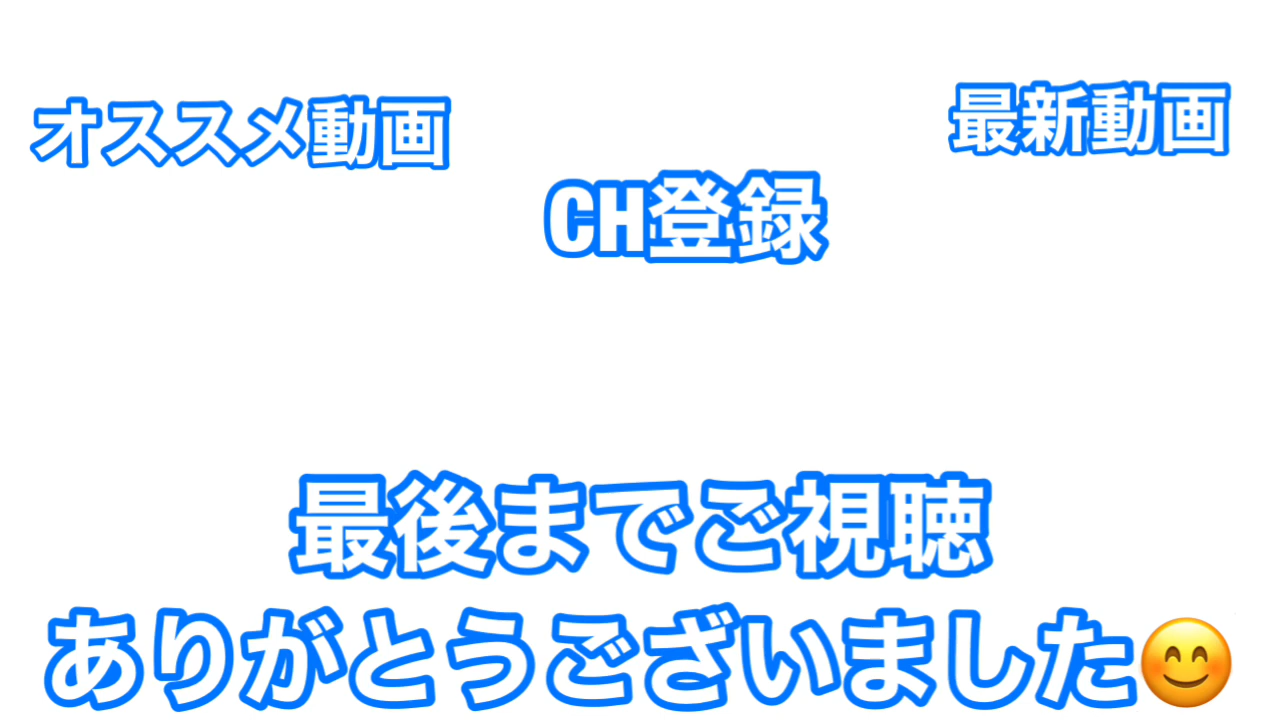 オススメ動画
最新動画
CH登録
最後までご視聴
ありがとうございました😊